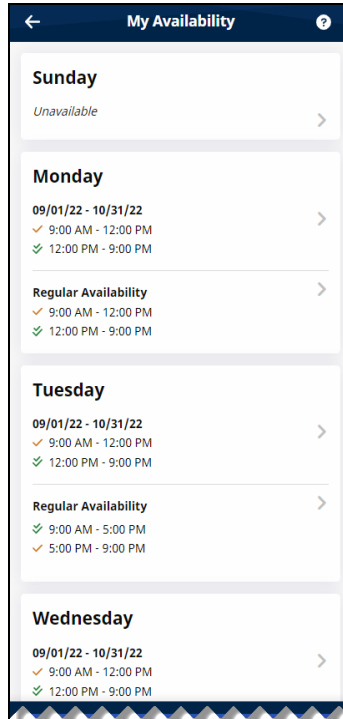 My Availability
?
Sunday
Unavailable
Monday
09/01/22 - 10/31/22
9:00 AM - 12:00 PM
12:00 PM - 9:00 PM
Regular Availability
9:00 AM - 12:00 PM
12:00 PM - 9:00 PM
Tuesday
09/01/22 - 10/31/22
9:00 AM - 12:00 PM
12:00 PM - 9:00 PM
Regular Availability
9:00 AM - 5:00 PM
5:00 PM - 9:00 PM
Wednesday
09/01/22 - 10/31/22
9:00 AM - 12:00 PM
12:00 PM - 9:00 PM